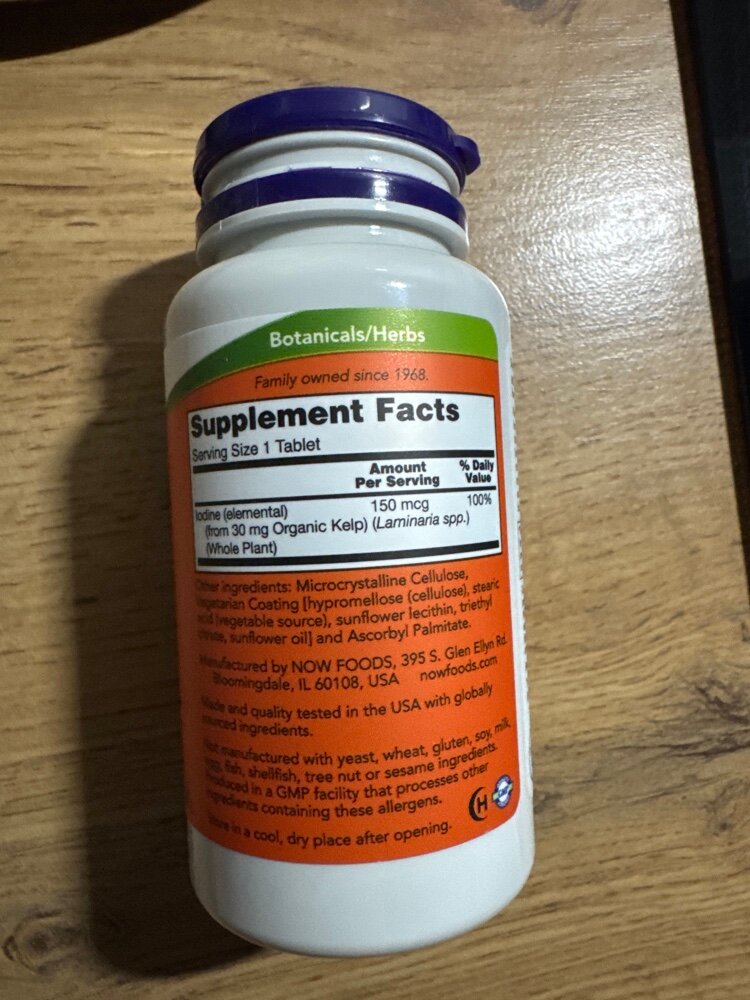 Botanicals/Herbs
Family owned since 1968.
Supplement Facts
Serving Size 1 Tablet
Amount Per Serving
% Daily Value
Iodine (elemental) 150 mcg 100%
(from 30 mg Organic Kelp) (Laminaria spp.)
(Whole Plant)
Other ingredients: Microcrystalline Cellulose,
Vegetarian Coating [hypromellose (cellulose), stearic
acid (vegetable source), sunflower lecithin, triethyl
citrate, sunflower oil] and Ascorbyl Palmitate.
Manufactured by NOW FOODS, 395 S. Glen Ellyn Rd.
Bloomingdale, IL 60108, USA nowfoods.com
Made and quality tested in the USA with globally
sourced ingredients.
Not manufactured with yeast, wheat, gluten, soy, milk,
egg, fish, shellfish, tree nut or sesame ingredients.
Produced in a GMP facility that processes other
ingredients containing these allergens.
Store in a cool, dry place after opening.